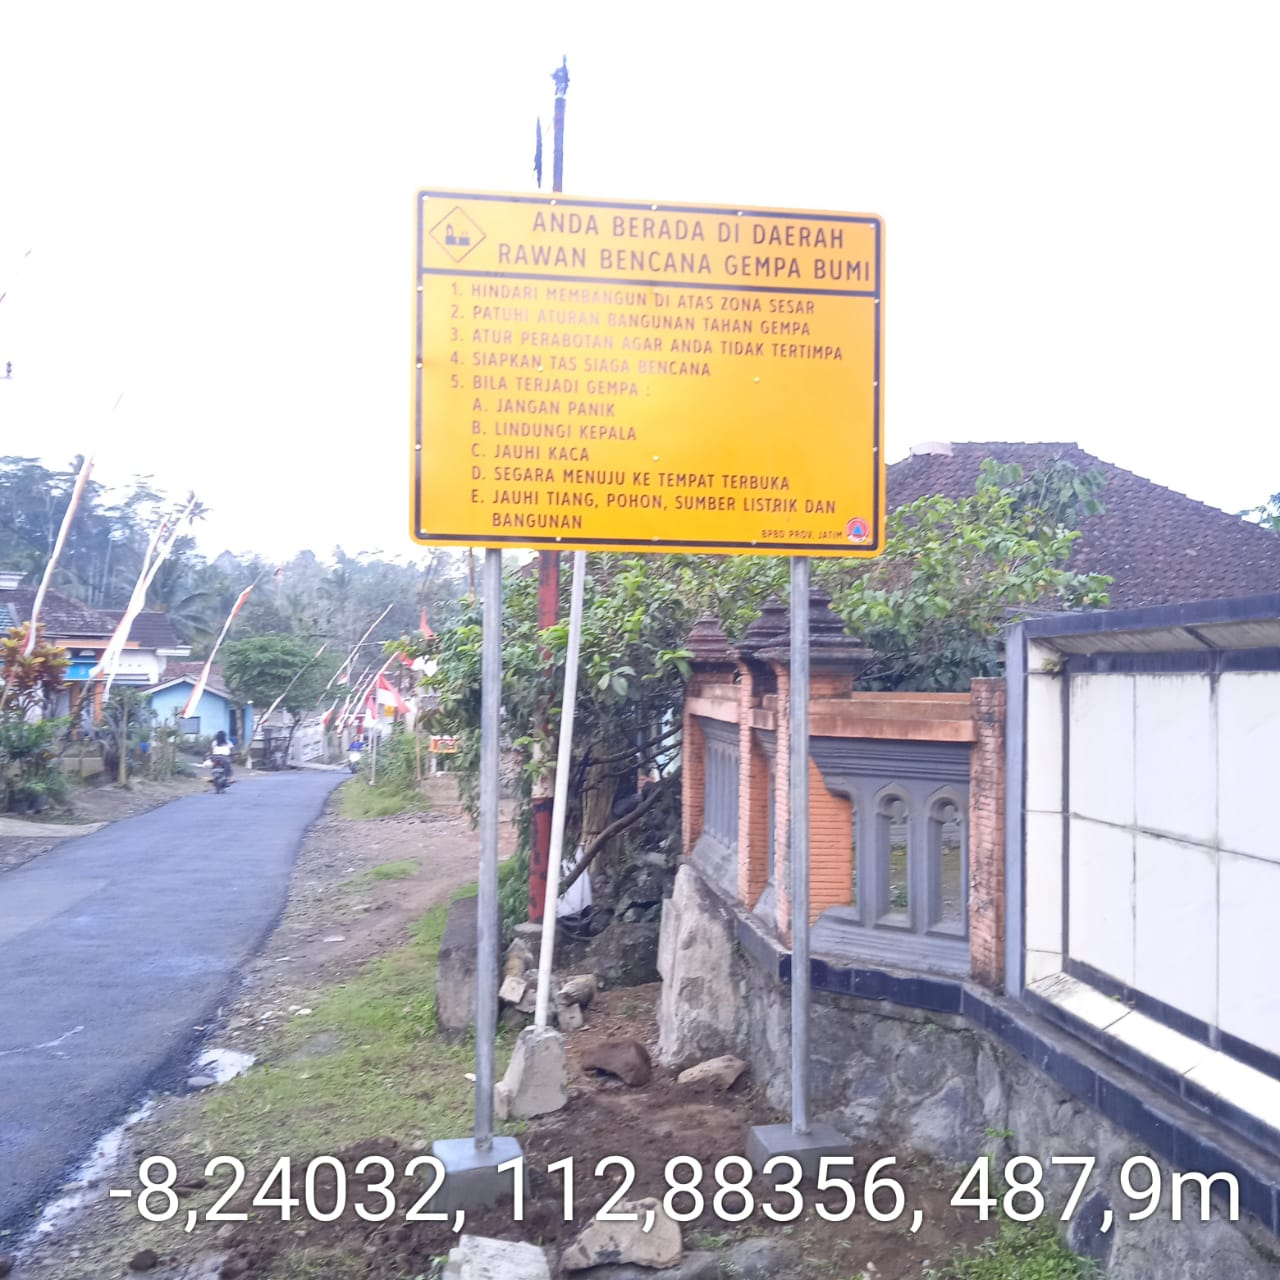 ANDA BERADA DI DAERAH
RAWAN BENCANA GEMPA BUMI
1. HINDARI MEMBANGUN DI ATAS ZONA SESAR
2. PATUHI ATURAN BANGUNAN TAHAN GEMPA
3. ATUR PERABOTAN AGAR ANDA TIDAK TERTIMPA
4. SIAPKAN TAS SIAGA BENCANA
5. BILA TERJADI GEMPA :
A. JANGAN PANIK
B. LINDUNGI KEPALA
C. JAUHI KACA
D. SEGARA MENUJU KE TEMPAT TERBUKA
E. JAUHI TIANG, POHON, SUMBER LISTRIK DAN
BANGUNAN
BPBD PROV. JATIM
-8,24032, 112,88356, 487,9m